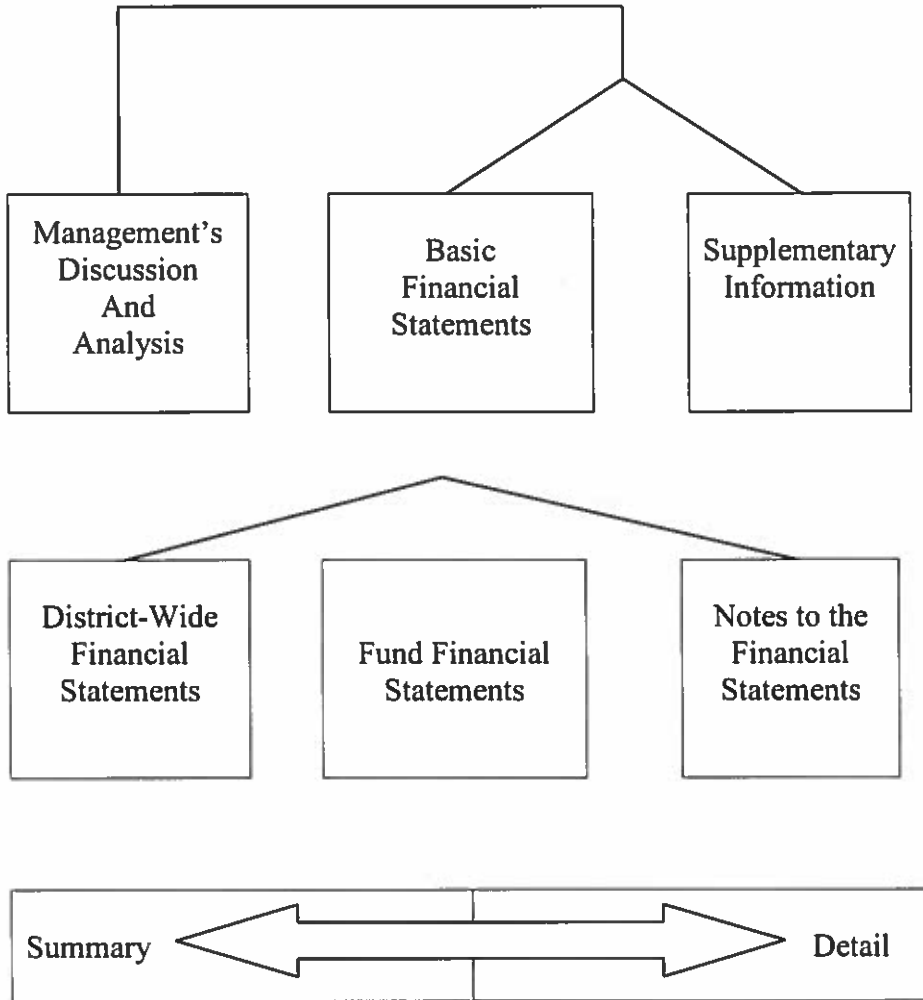 Management's
Discussion
And
Analysis
Basic
Financial
Statements
Supplementary
Information
District-Wide
Financial
Statements
Fund Financial
Statements
Notes to the
Financial
Statements
Summary
Detail